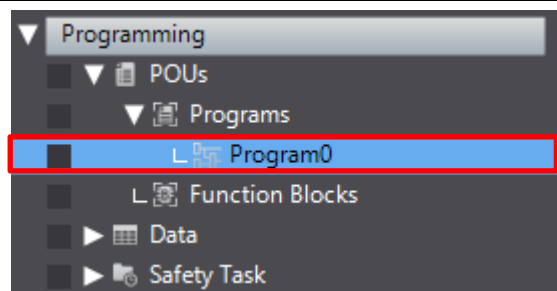 Programming
POUs
Programs
Program0
Function Blocks
Data
Safety Task